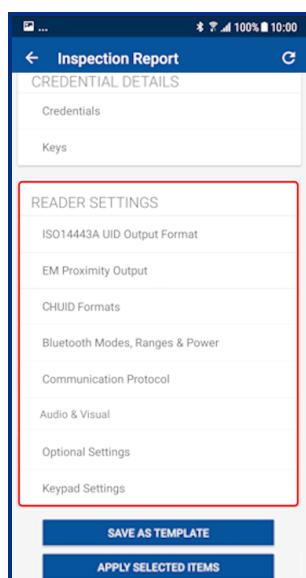 ... 100% 10:00
Inspection Report
CREDENTIAL DETAILS
Credentials
Keys
READER SETTINGS
ISO14443A UID Output Format
EM Proximity Output
CHUID Formats
Bluetooth Modes, Ranges & Power
Communication Protocol
Audio & Visual
Optional Settings
Keypad Settings
SAVE AS TEMPLATE
APPLY SELECTED ITEMS